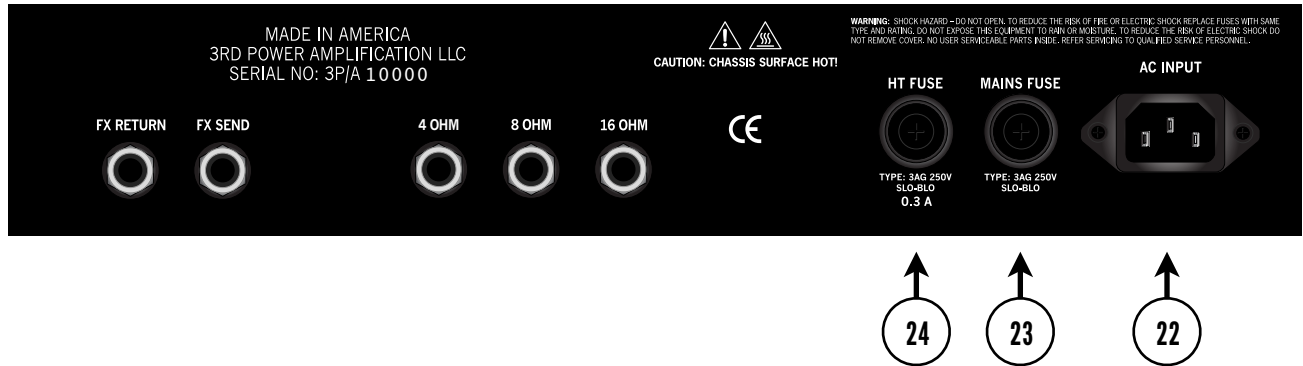 MADE IN AMERICA
3RD POWER AMPLIFICATION LLC
SERIAL NO: 3P/A 10000
CAUTION: CHASSIS SURFACE HOT!
WARNING: SHOCK HAZARD – DO NOT OPEN. TO REDUCE THE RISK OF FIRE OR ELECTRIC SHOCK REPLACE FUSES WITH SAME
TYPE AND RATING. DO NOT EXPOSE THIS EQUIPMENT TO RAIN OR MOISTURE. TO REDUCE THE RISK OF ELECTRIC SHOCK DO
NOT REMOVE COVER. NO USER SERVICEABLE PARTS INSIDE. REFER SERVICING TO QUALIFIED SERVICE PERSONNEL.
FX RETURN
FX SEND
4 OHM
8 OHM
16 OHM
CE
HT FUSE
MAINS FUSE
AC INPUT
TYPE: 3AG 250V
SLO-BLO
0.3 A
TYPE: 3AG 250V
SLO-BLO
24
23
22